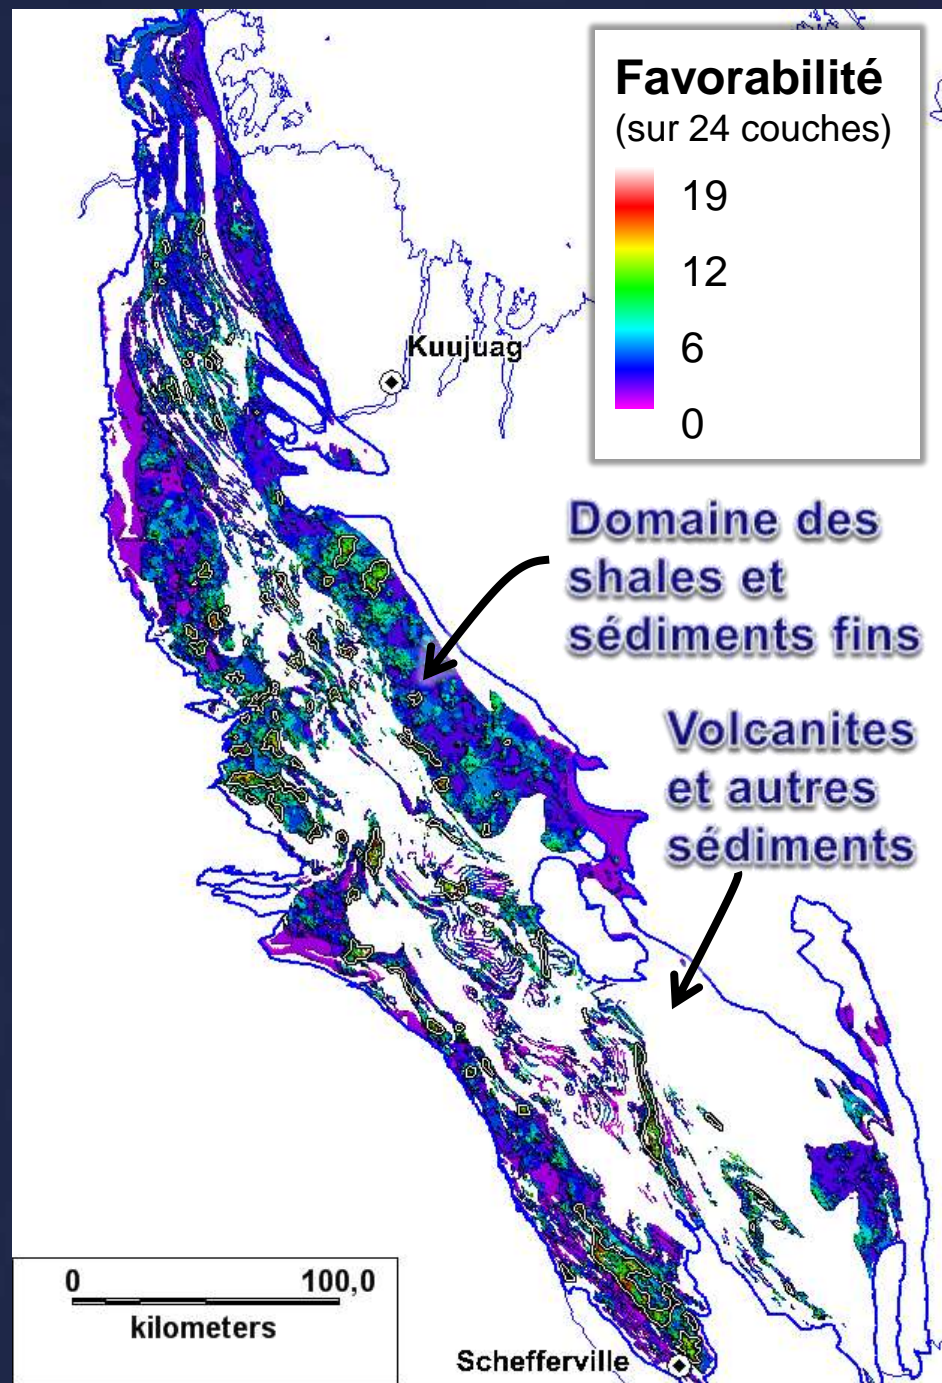 Favorabilité
(sur 24 couches)
19
12
6
0
Kuujuag
Domaine des
shales et
sédiments fins
Volcanites
et autres
sédiments
0 100,0
kilometers
Schefferville